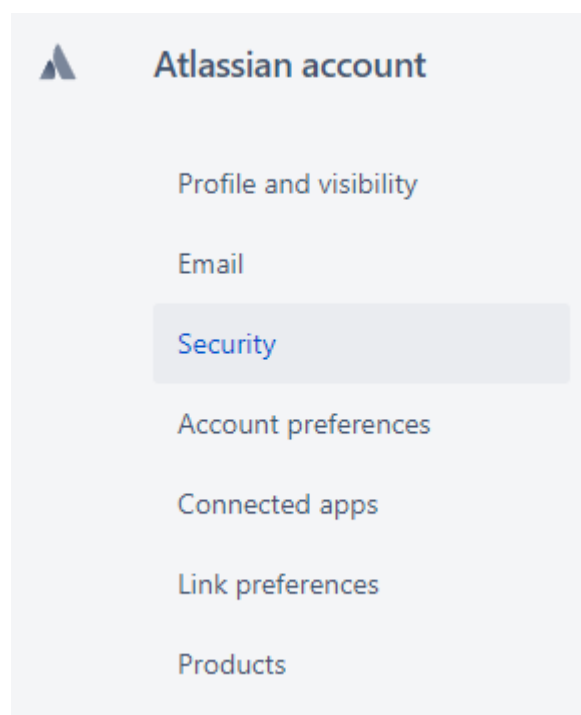 Atlassian account
Profile and visibility
Email
Security
Account preferences
Connected apps
Link preferences
Products